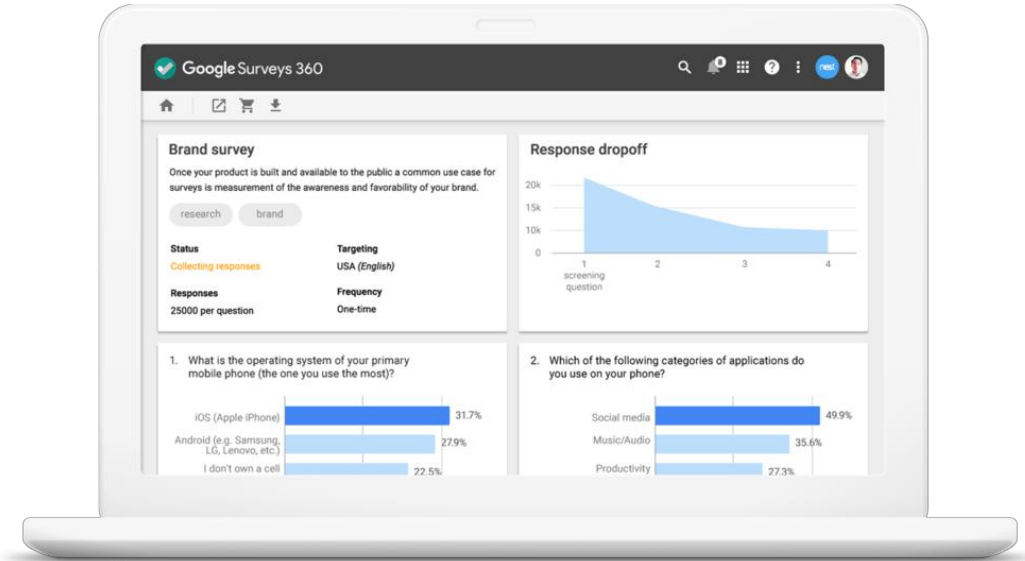 Google Surveys 360
8
nest
Brand survey
Once your product is built and available to the public a common use case for
surveys is measurement of the awareness and favorability of your brand.
research brand
Status
Collecting responses
Targeting
USA (English)
Responses
25000 per question
Frequency
One-time
Response dropoff
20k
15k
10k
0
1 2 3 4
screening
question
1. What is the operating system of your primary
mobile phone (the one you use the most)?
iOS (Apple iPhone) 31.7%
Android (e.g. Samsung, 27.9%
LG, Lenovo, etc.)
I don't own a cell 22.5%
2. Which of the following categories of applications do
you use on your phone?
Social media 49.9%
Music/Audio 35.6%
Productivity 27.3%